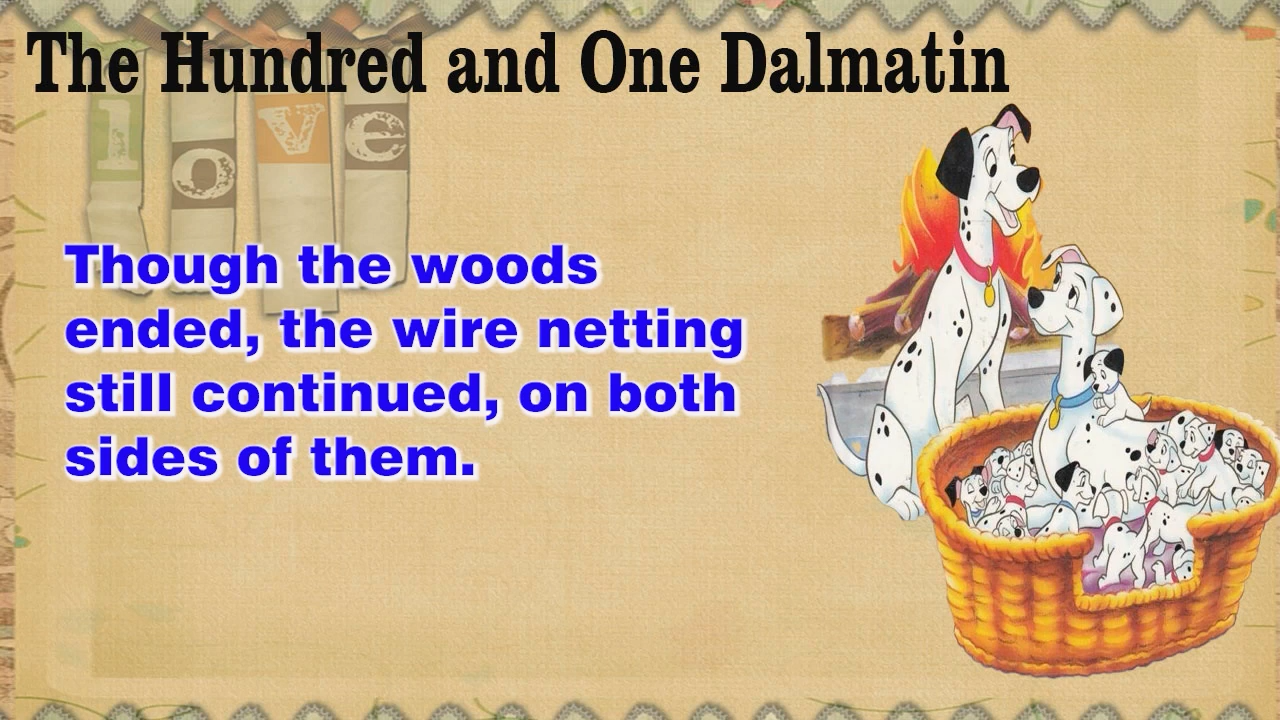 The Hundred and One Dalmatin
love
Though the woods
ended, the wire netting
still continued, on both
sides of them.